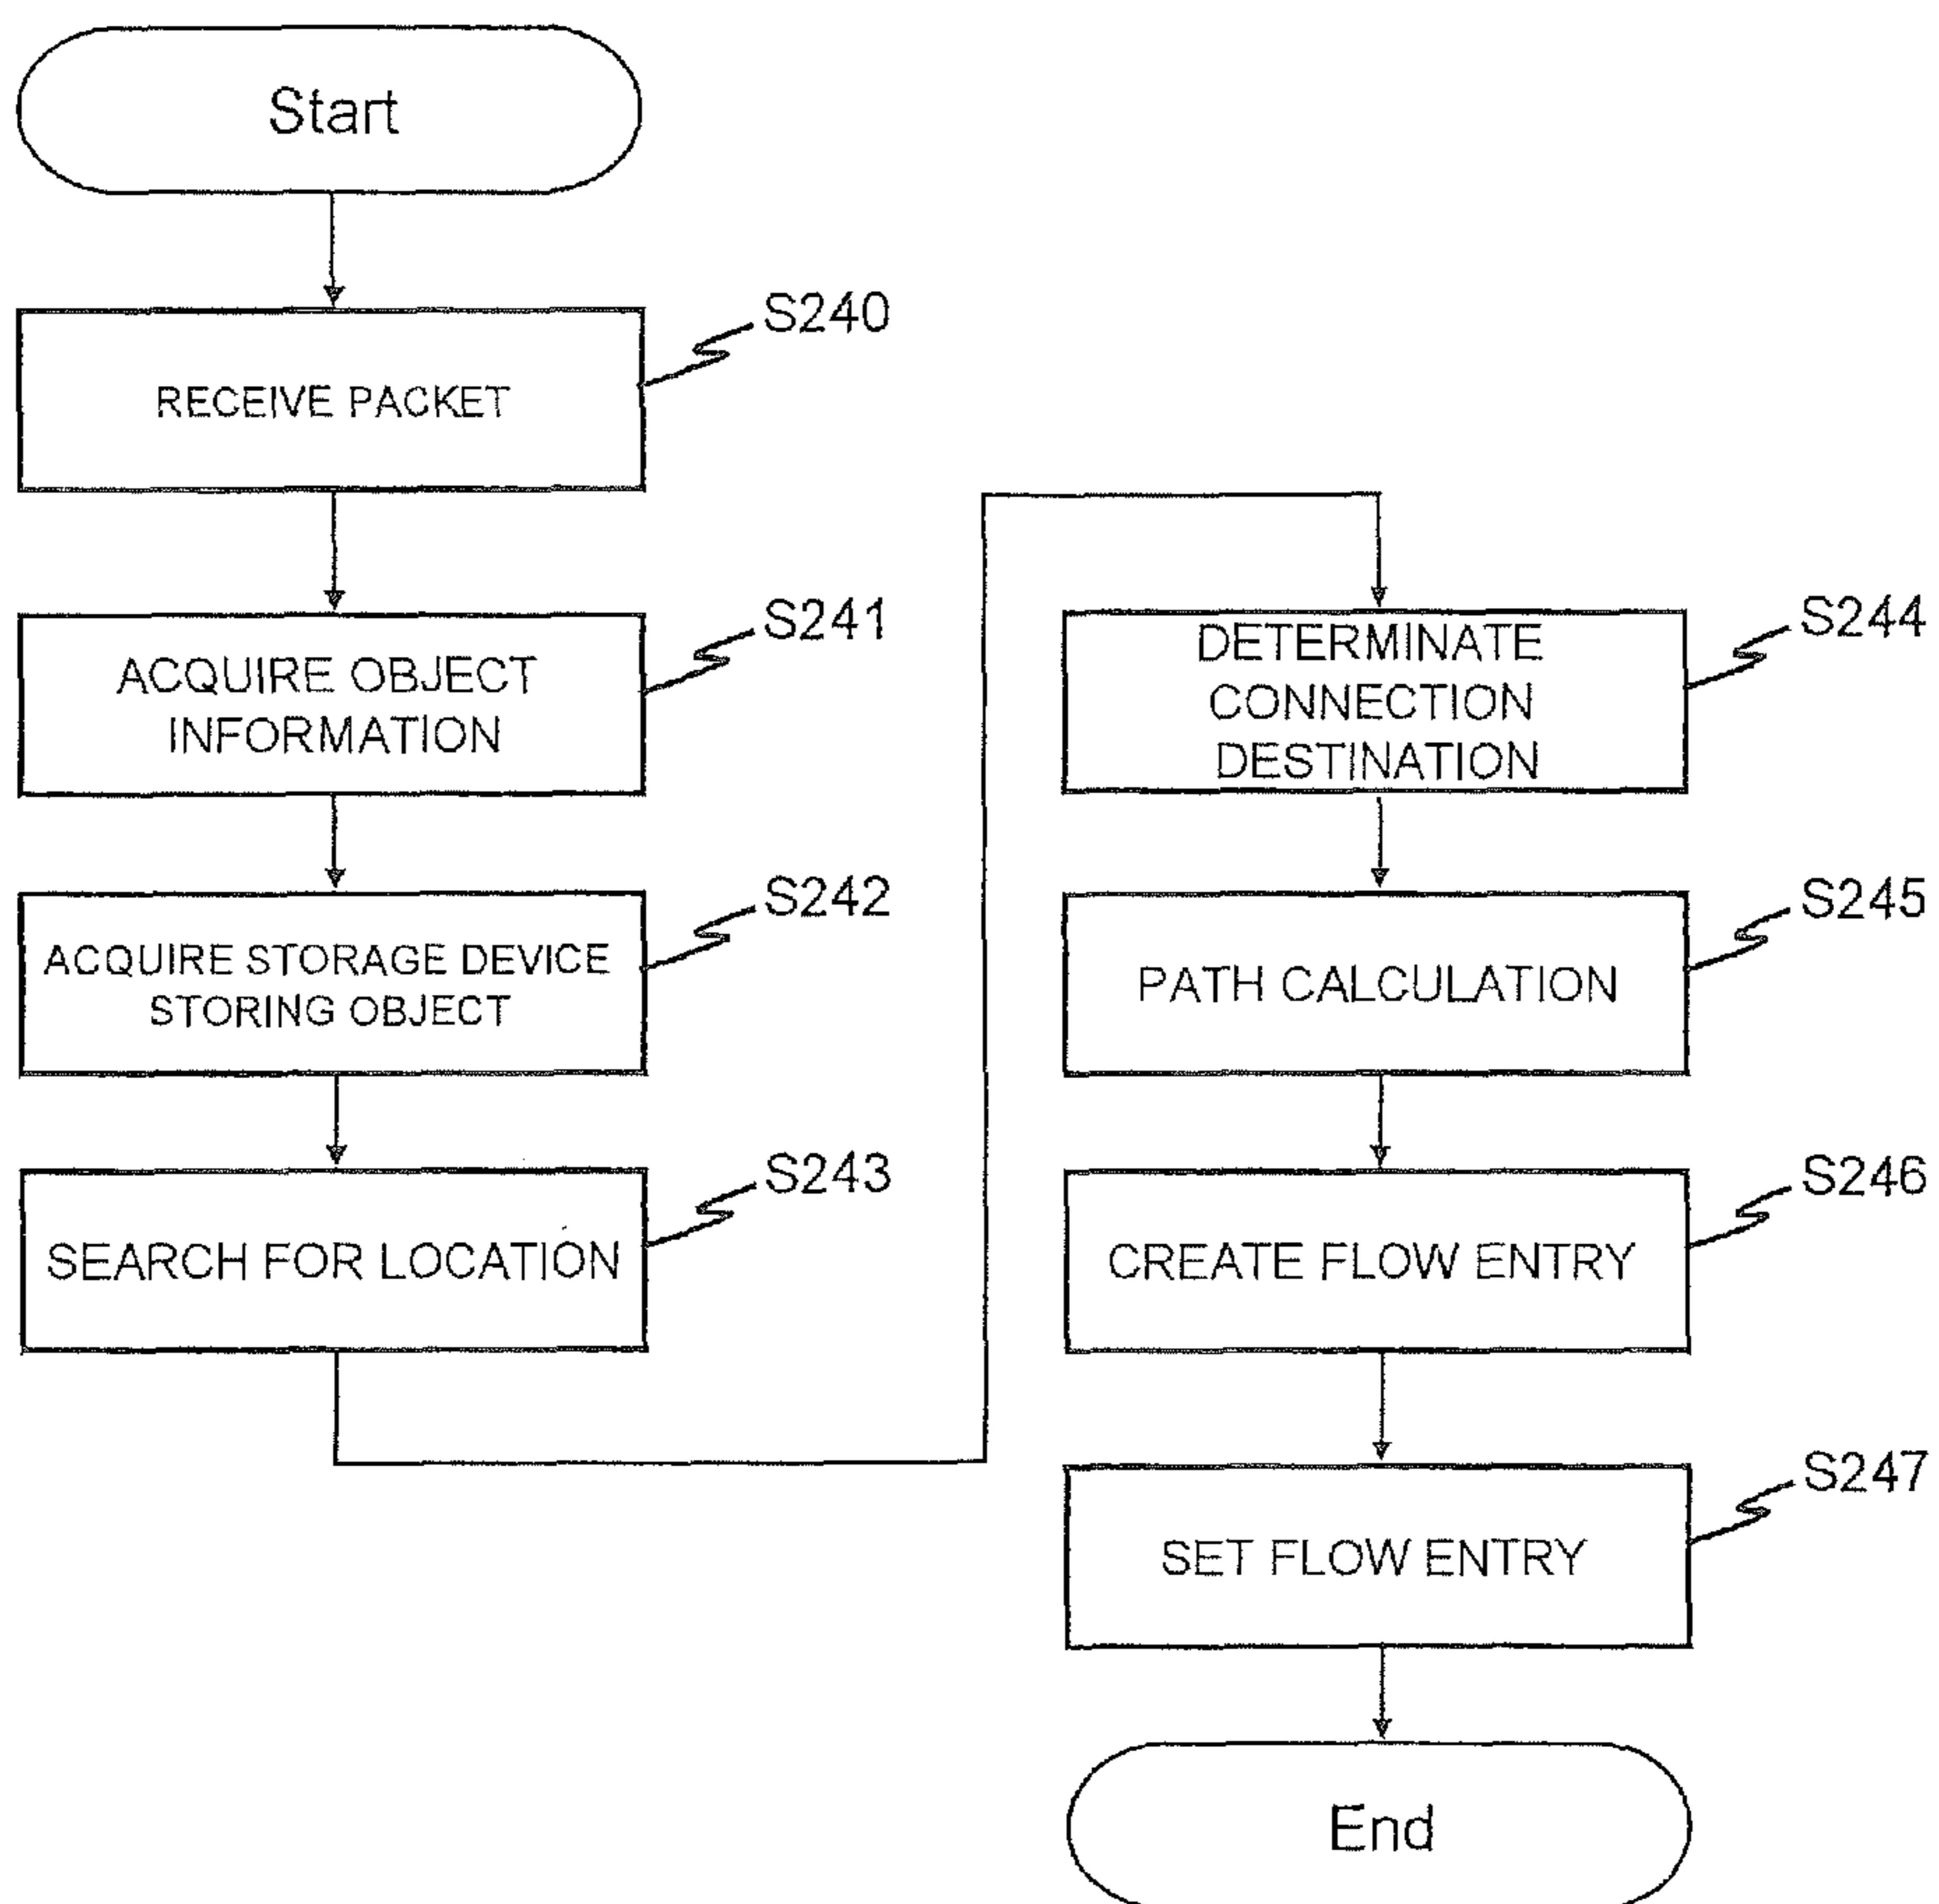 Start
S240
RECEIVE PACKET
S241
ACQUIRE OBJECT
INFORMATION
S242
ACQUIRE STORAGE DEVICE
STORING OBJECT
S243
SEARCH FOR LOCATION
S244
DETERMINATE
CONNECTION
DESTINATION
S245
PATH CALCULATION
S246
CREATE FLOW ENTRY
S247
SET FLOW ENTRY
End